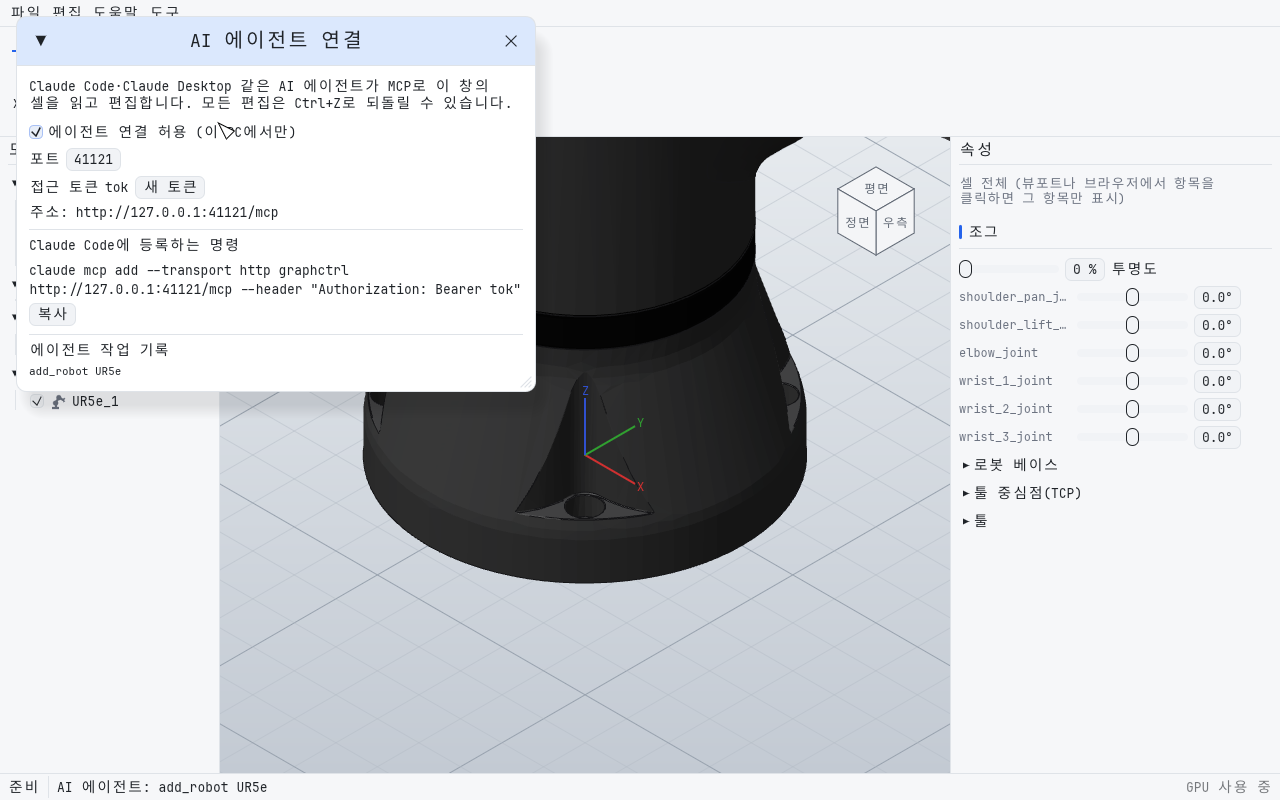 파일 편집 도움말 도구
▼ AI 에이전트 연결 ×
Claude Code·Claude Desktop 같은 AI 에이전트가 MCP로 이 창의
셀을 읽고 편집합니다. 모든 편집은 Ctrl+Z로 되돌릴 수 있습니다.
에이전트 연결 허용 (이 PC에서만)
포트 41121
접근 토큰 tok 새 토큰
주소: http://127.0.0.1:41121/mcp
Claude Code에 등록하는 명령
claude mcp add --transport http graphctrl
http://127.0.0.1:41121/mcp --header "Authorization: Bearer tok"
복사
에이전트 작업 기록
add_robot UR5e
UR5e_1
평면
정면 우측
Z
Y
X
속성
셀 전체 (뷰포트나 브라우저에서 항목을
클릭하면 그 항목만 표시)
조그
0 % 투명도
shoulder_pan_j… 0.0°
shoulder_lift_… 0.0°
elbow_joint 0.0°
wrist_1_joint 0.0°
wrist_2_joint 0.0°
wrist_3_joint 0.0°
▸ 로봇 베이스
▸ 툴 중심점(TCP)
▸ 툴
준비 AI 에이전트: add_robot UR5e GPU 사용 중